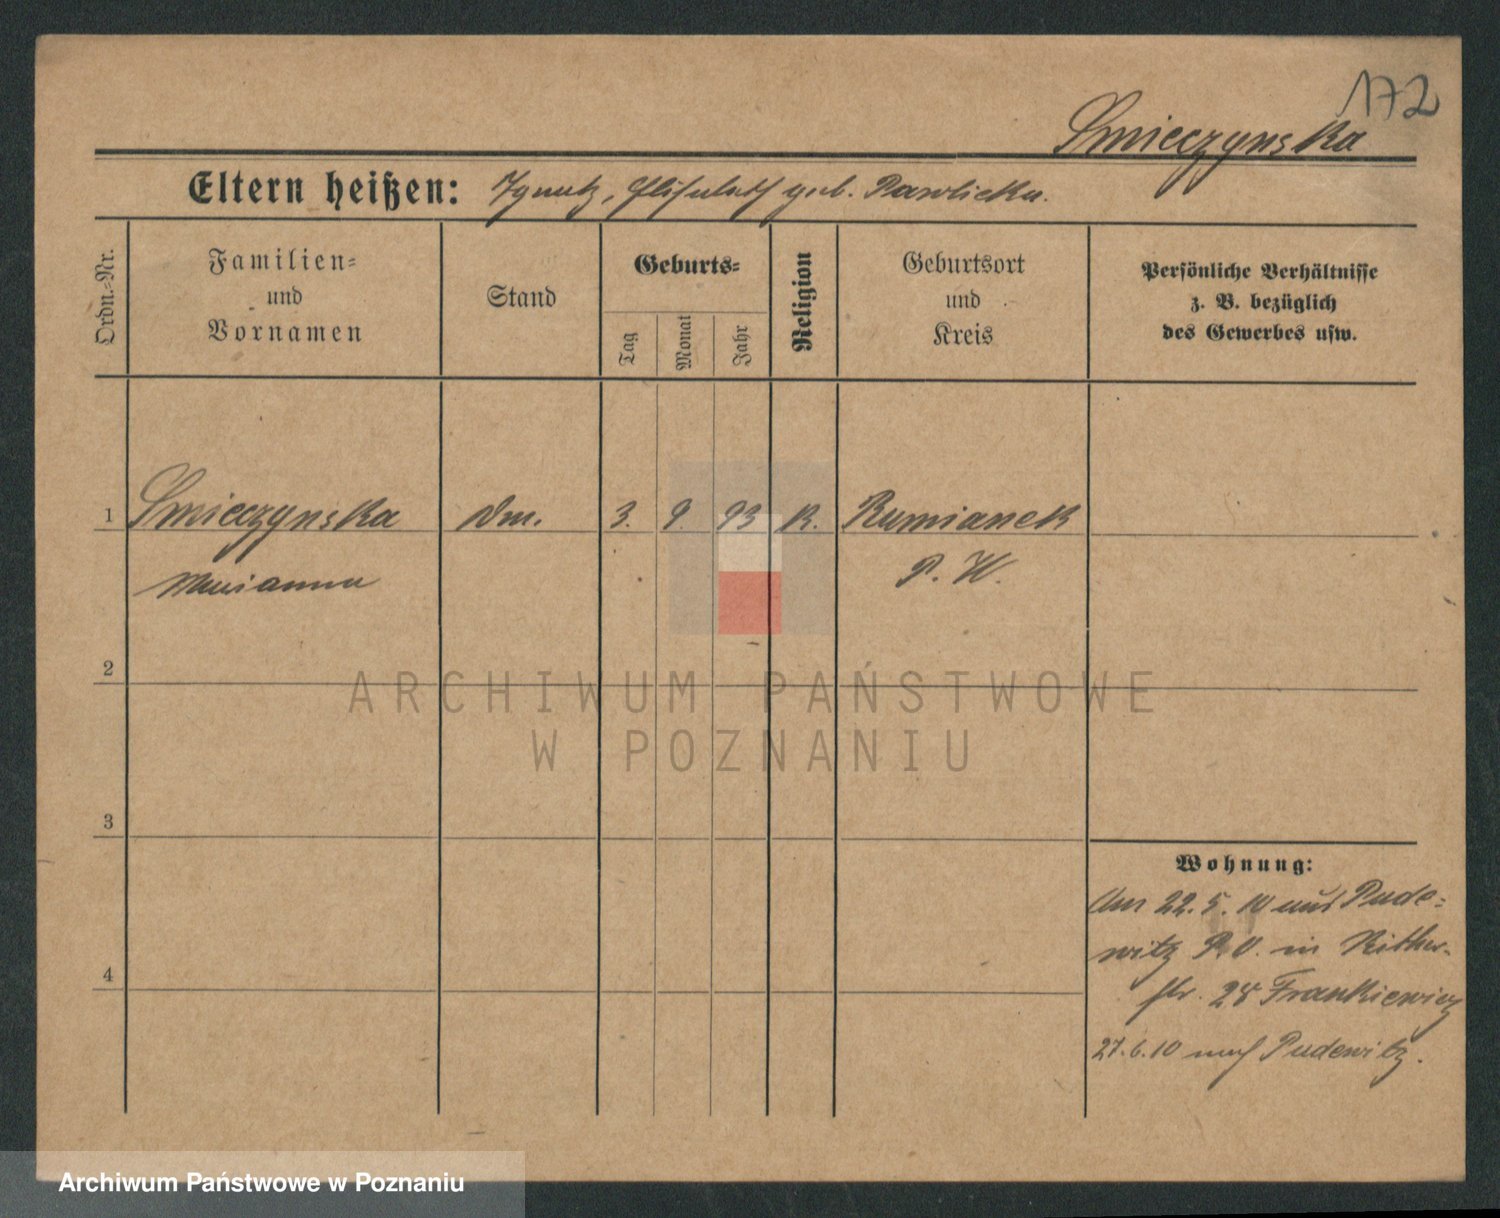 172
Smieczynska
Eltern heißen: Ignatz, Elisabeth geb. Pawlicka.
Ordn.-Nr.
Familien-
und
Vornamen
Stand
Geburts-
Tag
Monat
Jahr
Religion
Geburtsort
und
Kreis
Persönliche Verhältnisse
z. B. bezüglich
des Gewerbes usw.
1 Smieczynska Dm. 3. 9. 93 R. Rumianek
Marianna P. W.
2
3
4
Wohnung:
Am 22. 5. 10 aus Pude-
witz P. O. in Ritter-
str. 28 Frankiewicz
27. 6. 10 nach Pudewitz.
ARCHIWUM PAŃSTWOWE
W POZNANIU
Archiwum Państwowe w Poznaniu